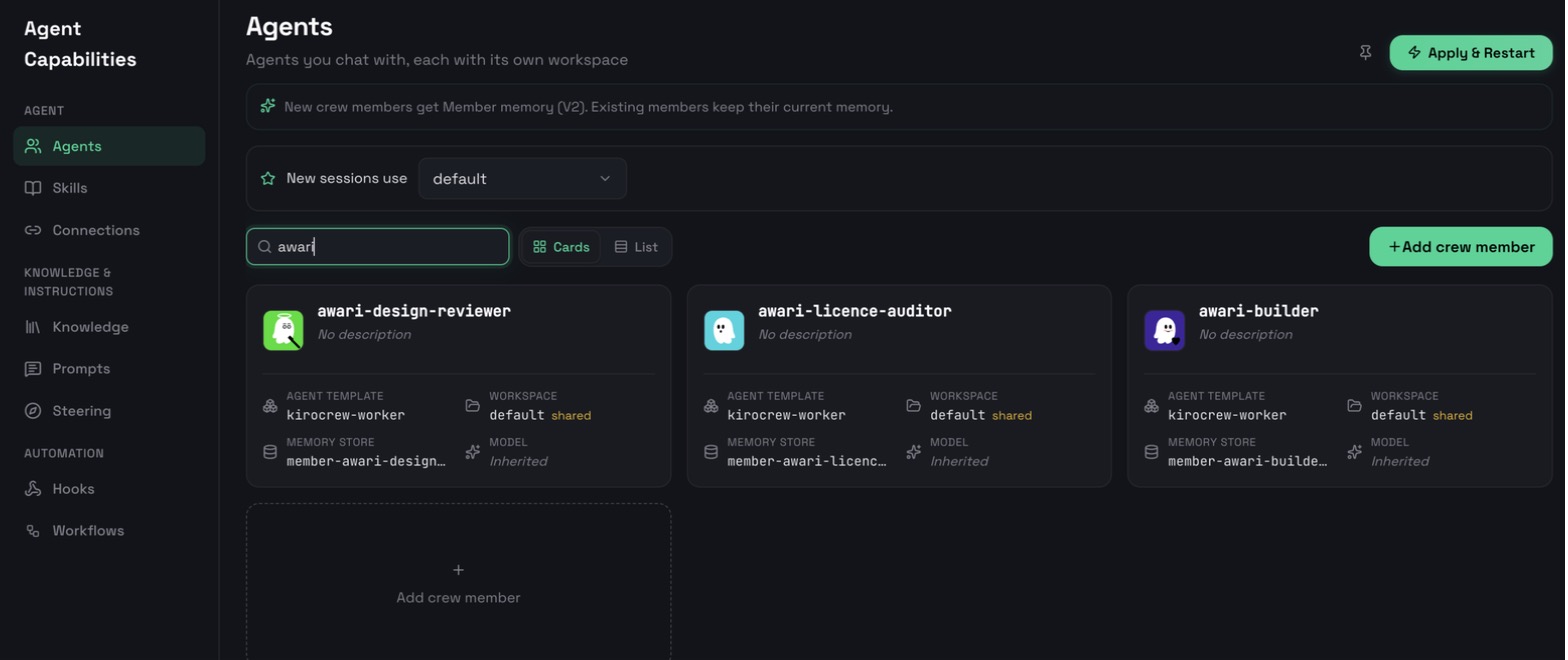 Agent
Capabilities
AGENT
Agents
Skills
Connections
KNOWLEDGE &
INSTRUCTIONS
Knowledge
Prompts
Steering
AUTOMATION
Hooks
Workflows
Agents
Agents you chat with, each with its own workspace
Apply & Restart
New crew members get Member memory (V2). Existing members keep their current memory.
New sessions use
default
awari
Cards
List
+Add crew member
awari-design-reviewer
No description
AGENT TEMPLATE
kirocrew-worker
WORKSPACE
default shared
MEMORY STORE
member-awari-design…
MODEL
Inherited
awari-licence-auditor
No description
AGENT TEMPLATE
kirocrew-worker
WORKSPACE
default shared
MEMORY STORE
member-awari-licenc…
MODEL
Inherited
awari-builder
No description
AGENT TEMPLATE
kirocrew-worker
WORKSPACE
default shared
MEMORY STORE
member-awari-builde…
MODEL
Inherited
+
Add crew member